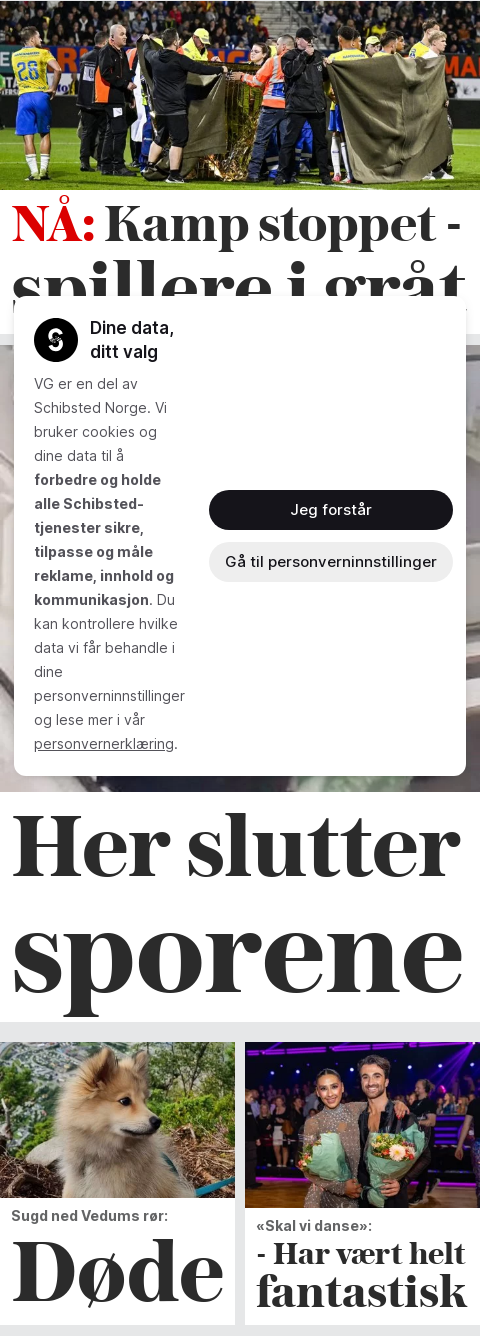 26
NÅ: Kamp stoppet -
spillere i gråt
Dine data,
ditt valg
VG er en del av
Schibsted Norge. Vi
bruker cookies og
dine data til å
forbedre og holde
alle Schibsted-
tjenester sikre,
tilpasse og måle
reklame, innhold og
kommunikasjon. Du
kan kontrollere hvilke
data vi får behandle i
dine
personverninnstillinger
og lese mer i vår
personvernerklæring.
Jeg forstår
Gå til personverninnstillinger
Her slutter
sporene
Sugd ned Vedums rør:
Døde
«Skal vi danse»:
- Har vært helt
fantastisk